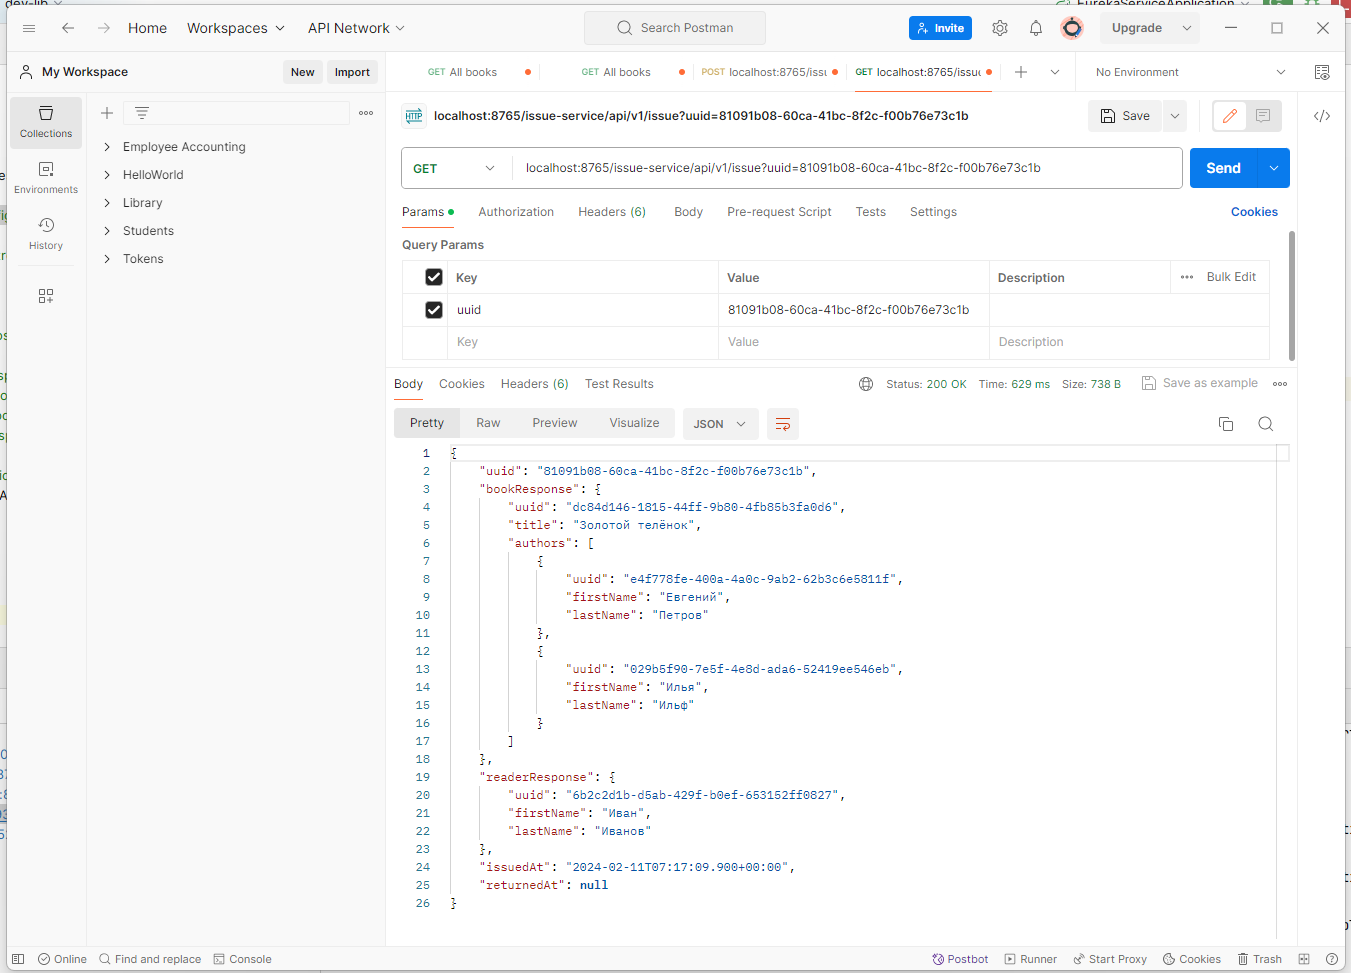 dev-lib
EurekaServiceApplication
Home
Workspaces
API Network
Search Postman
Invite
Upgrade
My Workspace
New
Import
GET All books
GET All books
POST localhost:8765/issu
GET localhost:8765/issu
No Environment
Collections
Environments
History
Employee Accounting
HelloWorld
Library
Students
Tokens
HTTP
localhost:8765/issue-service/api/v1/issue?uuid=81091b08-60ca-41bc-8f2c-f00b76e73c1b
Save
GET
localhost:8765/issue-service/api/v1/issue?uuid=81091b08-60ca-41bc-8f2c-f00b76e73c1b
Send
Params
Authorization
Headers (6)
Body
Pre-request Script
Tests
Settings
Cookies
Query Params
Key
Value
Description
Bulk Edit
uuid
81091b08-60ca-41bc-8f2c-f00b76e73c1b
Key
Value
Description
Body
Cookies
Headers (6)
Test Results
Status: 200 OK
Time: 629 ms
Size: 738 B
Save as example
Pretty
Raw
Preview
Visualize
JSON
1 {
2 "uuid": "81091b08-60ca-41bc-8f2c-f00b76e73c1b",
3 "bookResponse": {
4 "uuid": "dc84d146-1815-44ff-9b80-4fb85b3fa0d6",
5 "title": "Золотой телёнок",
6 "authors": [
7 {
8 "uuid": "e4f778fe-400a-4a0c-9ab2-62b3c6e5811f",
9 "firstName": "Евгений",
10 "lastName": "Петров"
11 },
12 {
13 "uuid": "029b5f90-7e5f-4e8d-ada6-52419ee546eb",
14 "firstName": "Илья",
15 "lastName": "Ильф"
16 }
17 ]
18 },
19 "readerResponse": {
20 "uuid": "6b2c2d1b-d5ab-429f-b0ef-653152ff0827",
21 "firstName": "Иван",
22 "lastName": "Иванов"
23 },
24 "issuedAt": "2024-02-11T07:17:09.900+00:00",
25 "returnedAt": null
26 }
Online
Find and replace
Console
Postbot
Runner
Start Proxy
Cookies
Trash